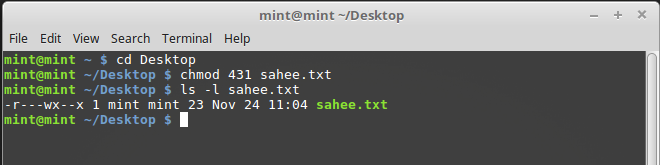 mint@mint ~/Desktop
File Edit View Search Terminal Help
mint@mint ~ $ cd Desktop
mint@mint ~/Desktop $ chmod 431 sahee.txt
mint@mint ~/Desktop $ ls -l sahee.txt
-r---wx--x 1 mint mint 23 Nov 24 11:04 sahee.txt
mint@mint ~/Desktop $